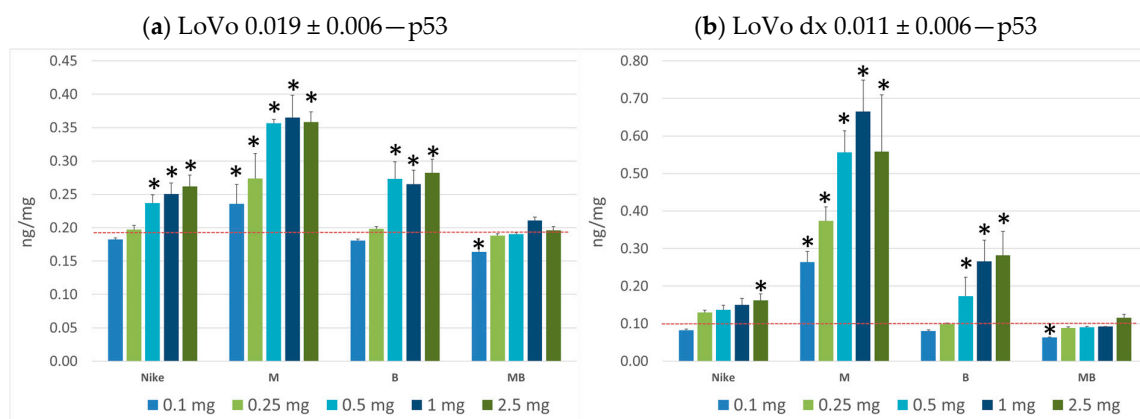 (a) LoVo 0.019 ± 0.006—p53
(b) LoVo dx 0.011 ± 0.006—p53
ng/mg
0.45
0.40
0.35
0.30
0.25
0.20
0.15
0.10
0.05
0.00
* * * * * * * * * * * *
Nike M B MB
0.1 mg 0.25 mg 0.5 mg 1 mg 2.5 mg
ng/mg
0.80
0.70
0.60
0.50
0.40
0.30
0.20
0.10
0.00
* * * * * * * * * *
Nike M B MB
0.1 mg 0.25 mg 0.5 mg 1 mg 2.5 mg